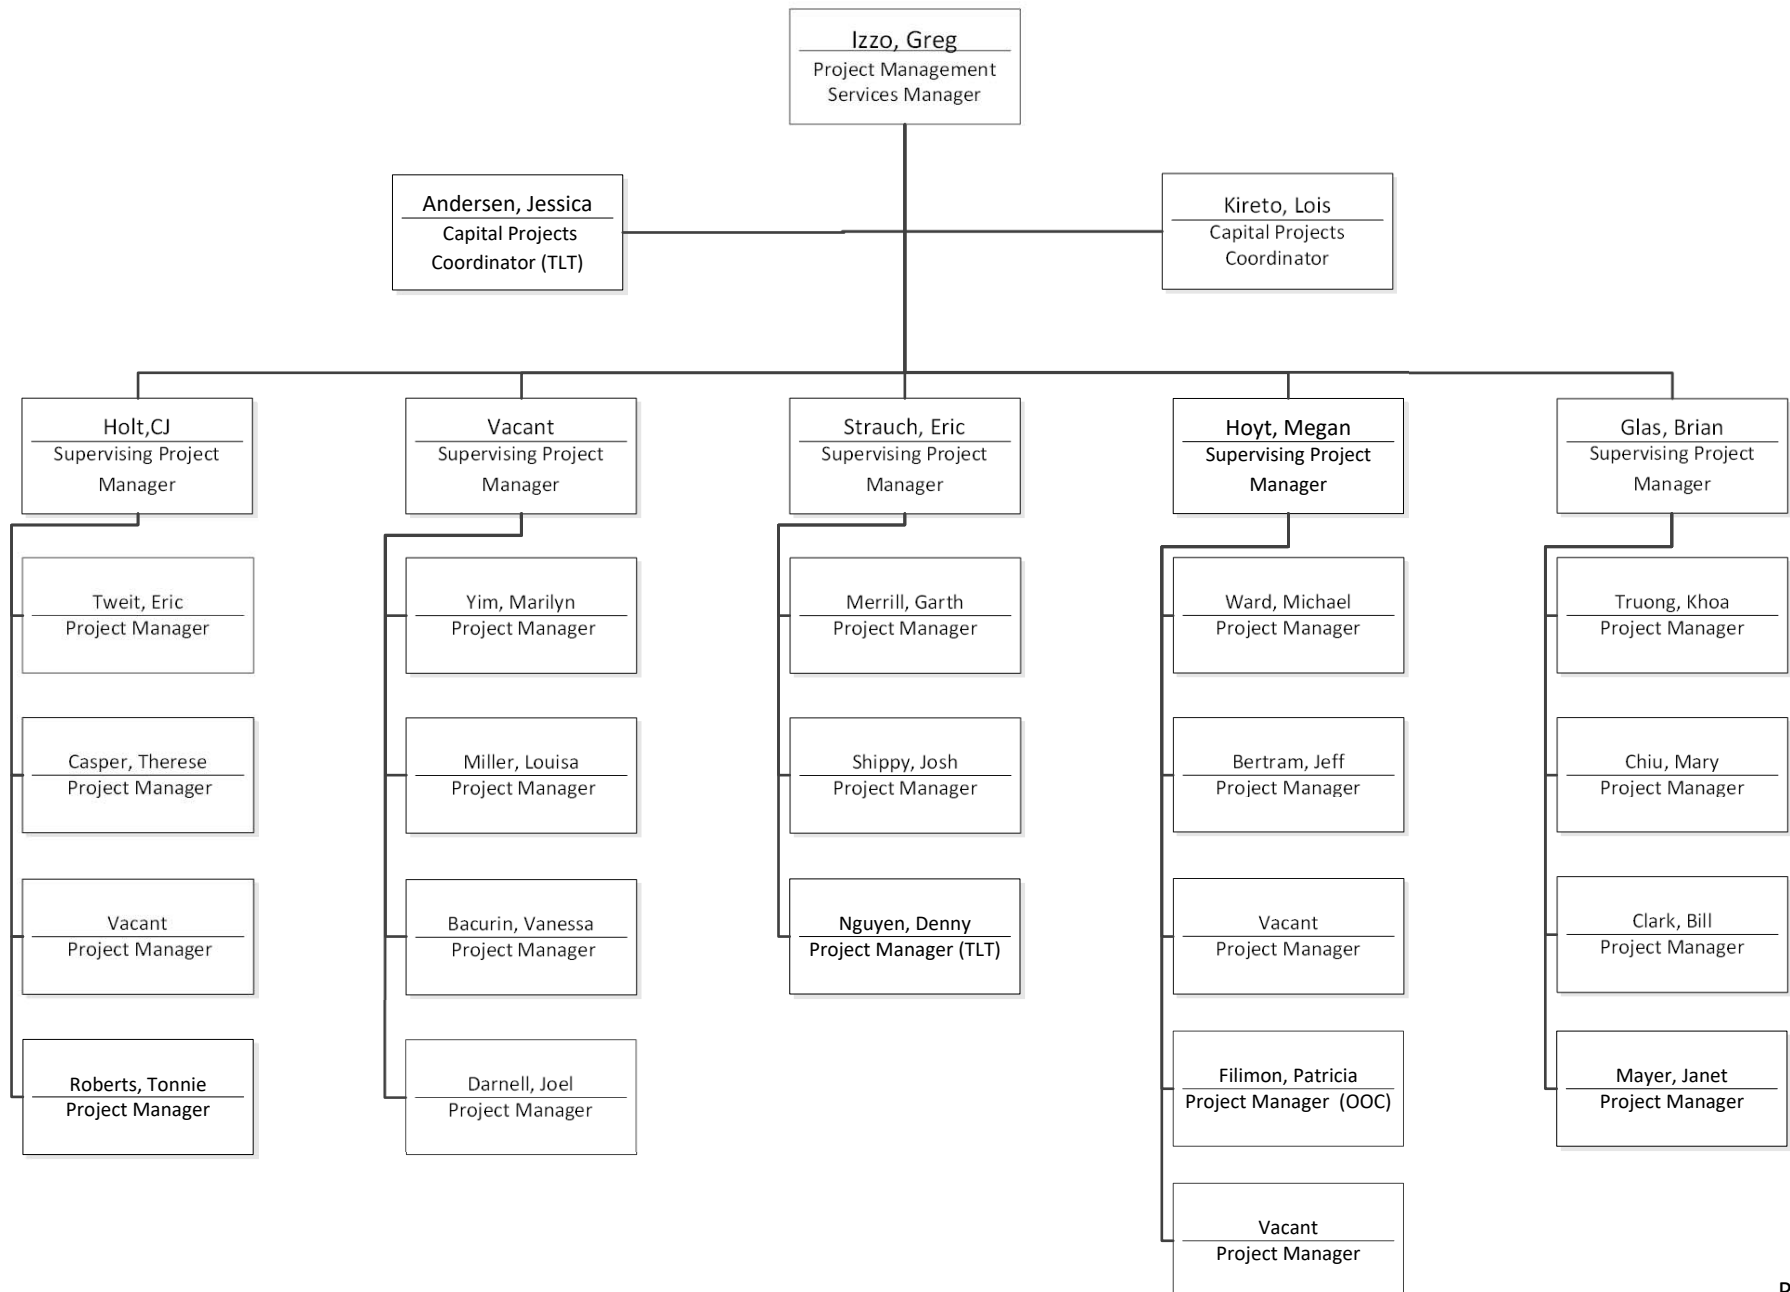 Izzo, Greg
Project Management
Services Manager
Andersen, Jessica
Capital Projects
Coordinator (TLT)
Kireto, Lois
Capital Projects
Coordinator
Holt,CJ
Supervising Project
Manager
Vacant
Supervising Project
Manager
Strauch, Eric
Supervising Project
Manager
Hoyt, Megan
Supervising Project
Manager
Glas, Brian
Supervising Project
Manager
Tweit, Eric
Project Manager
Yim, Marilyn
Project Manager
Merrill, Garth
Project Manager
Ward, Michael
Project Manager
Truong, Khoa
Project Manager
Casper, Therese
Project Manager
Miller, Louisa
Project Manager
Shippy, Josh
Project Manager
Bertram, Jeff
Project Manager
Chiu, Mary
Project Manager
Vacant
Project Manager
Bacurin, Vanessa
Project Manager
Nguyen, Denny
Project Manager (TLT)
Vacant
Project Manager
Clark, Bill
Project Manager
Roberts, Tonnie
Project Manager
Darnell, Joel
Project Manager
Filimon, Patricia
Project Manager (OOC)
Mayer, Janet
Project Manager
Vacant
Project Manager